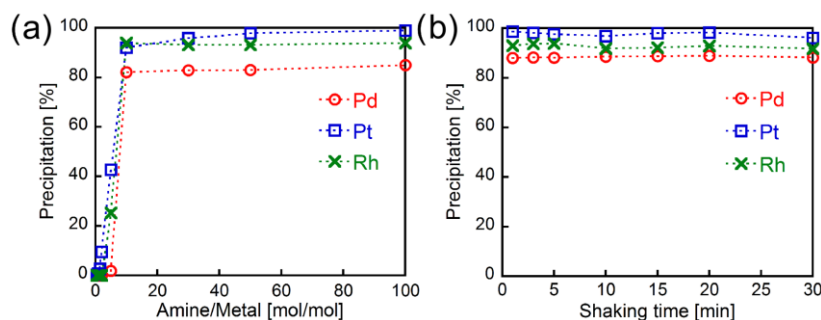 (a)
Precipitation [%]
100
80
60
40
20
0
Pd
Pt
Rh
0 20 40 60 80 100
Amine/Metal [mol/mol]
(b)
Precipitation [%]
100
80
60
40
20
0
Pd
Pt
Rh
0 5 10 15 20 25 30
Shaking time [min]